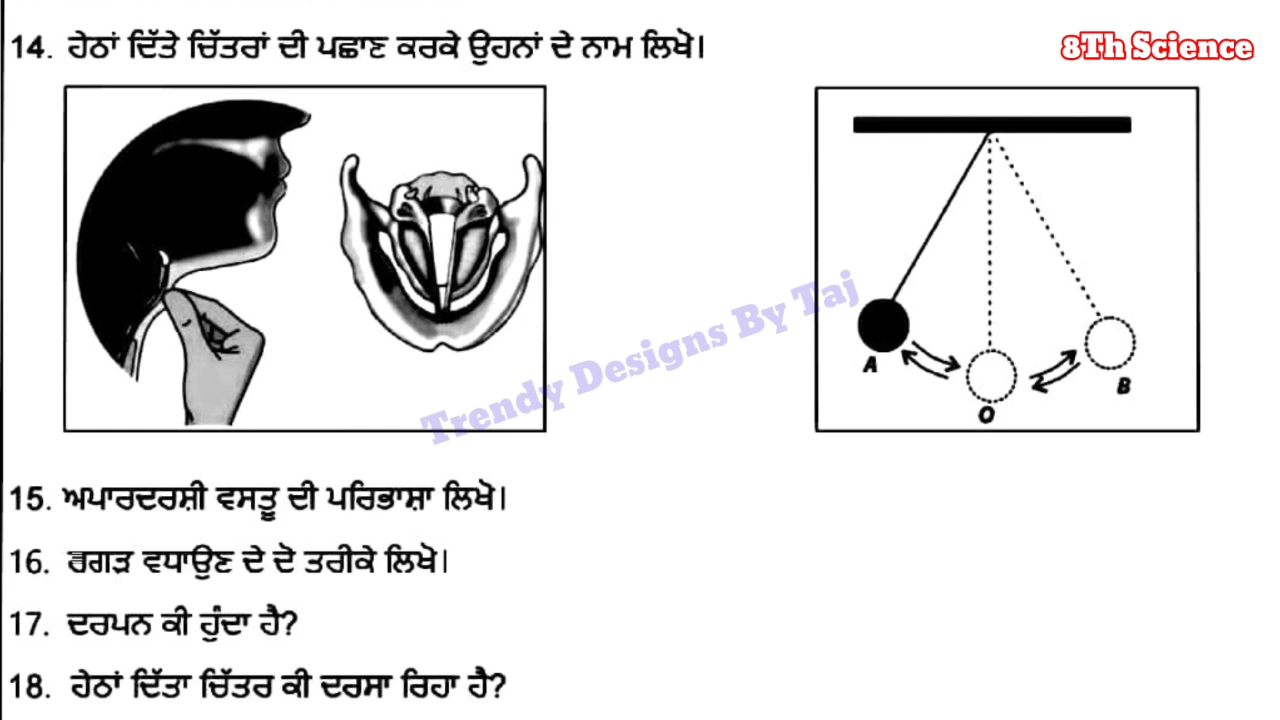 14. ਹੇਠਾਂ ਦਿੱਤੇ ਚਿੱਤਰਾਂ ਦੀ ਪਛਾਣ ਕਰਕੇ ਉਹਨਾਂ ਦੇ ਨਾਮ ਲਿਖੋ।
8Th Science
A
O
B
Trendy Designs By Taj
15. ਅਪਾਰਦਰਸ਼ੀ ਵਸਤੂ ਦੀ ਪਰਿਭਾਸ਼ਾ ਲਿਖੋ।
16. ਰਗੜ ਵਧਾਉਣ ਦੇ ਦੋ ਤਰੀਕੇ ਲਿਖੋ।
17. ਦਰਪਨ ਕੀ ਹੁੰਦਾ ਹੈ?
18. ਹੇਠਾਂ ਦਿੱਤਾ ਚਿੱਤਰ ਕੀ ਦਰਸਾ ਰਿਹਾ ਹੈ?